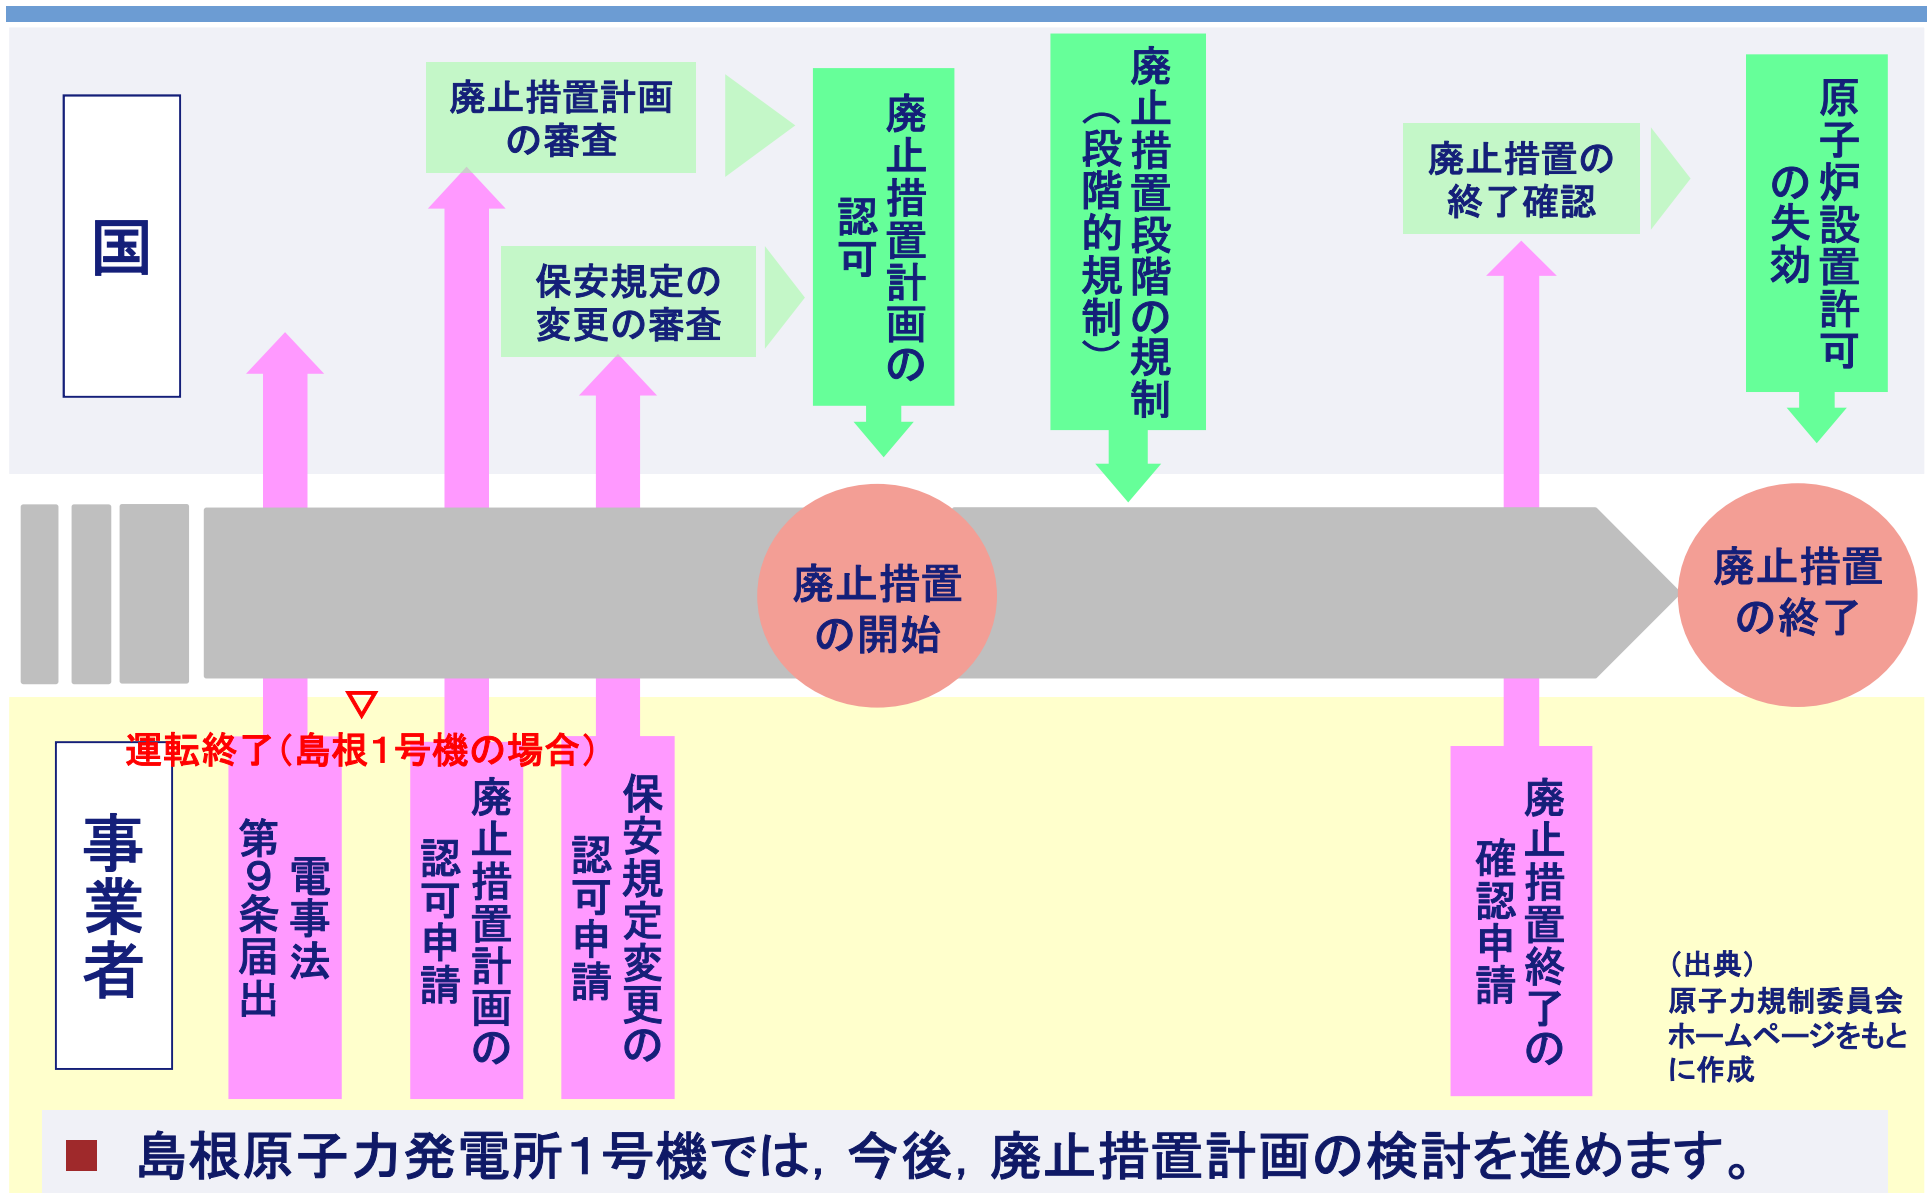 国
廃止措置計画
の審査
保安規定の
変更の審査
廃止措置計画の
認可
廃止措置段階の規制
（段階的規制）
廃止措置の
終了確認
原子炉設置許可
の失効
廃止措置
の開始
廃止措置
の終了
運転終了（島根１号機の場合）
事業者
電事法
第９条届出
廃止措置計画の
認可申請
保安規定変更の
認可申請
廃止措置終了の
確認申請
（出典）
原子力規制委員会
ホームページをもと
に作成
島根原子力発電所１号機では，今後，廃止措置計画の検討を進めます。